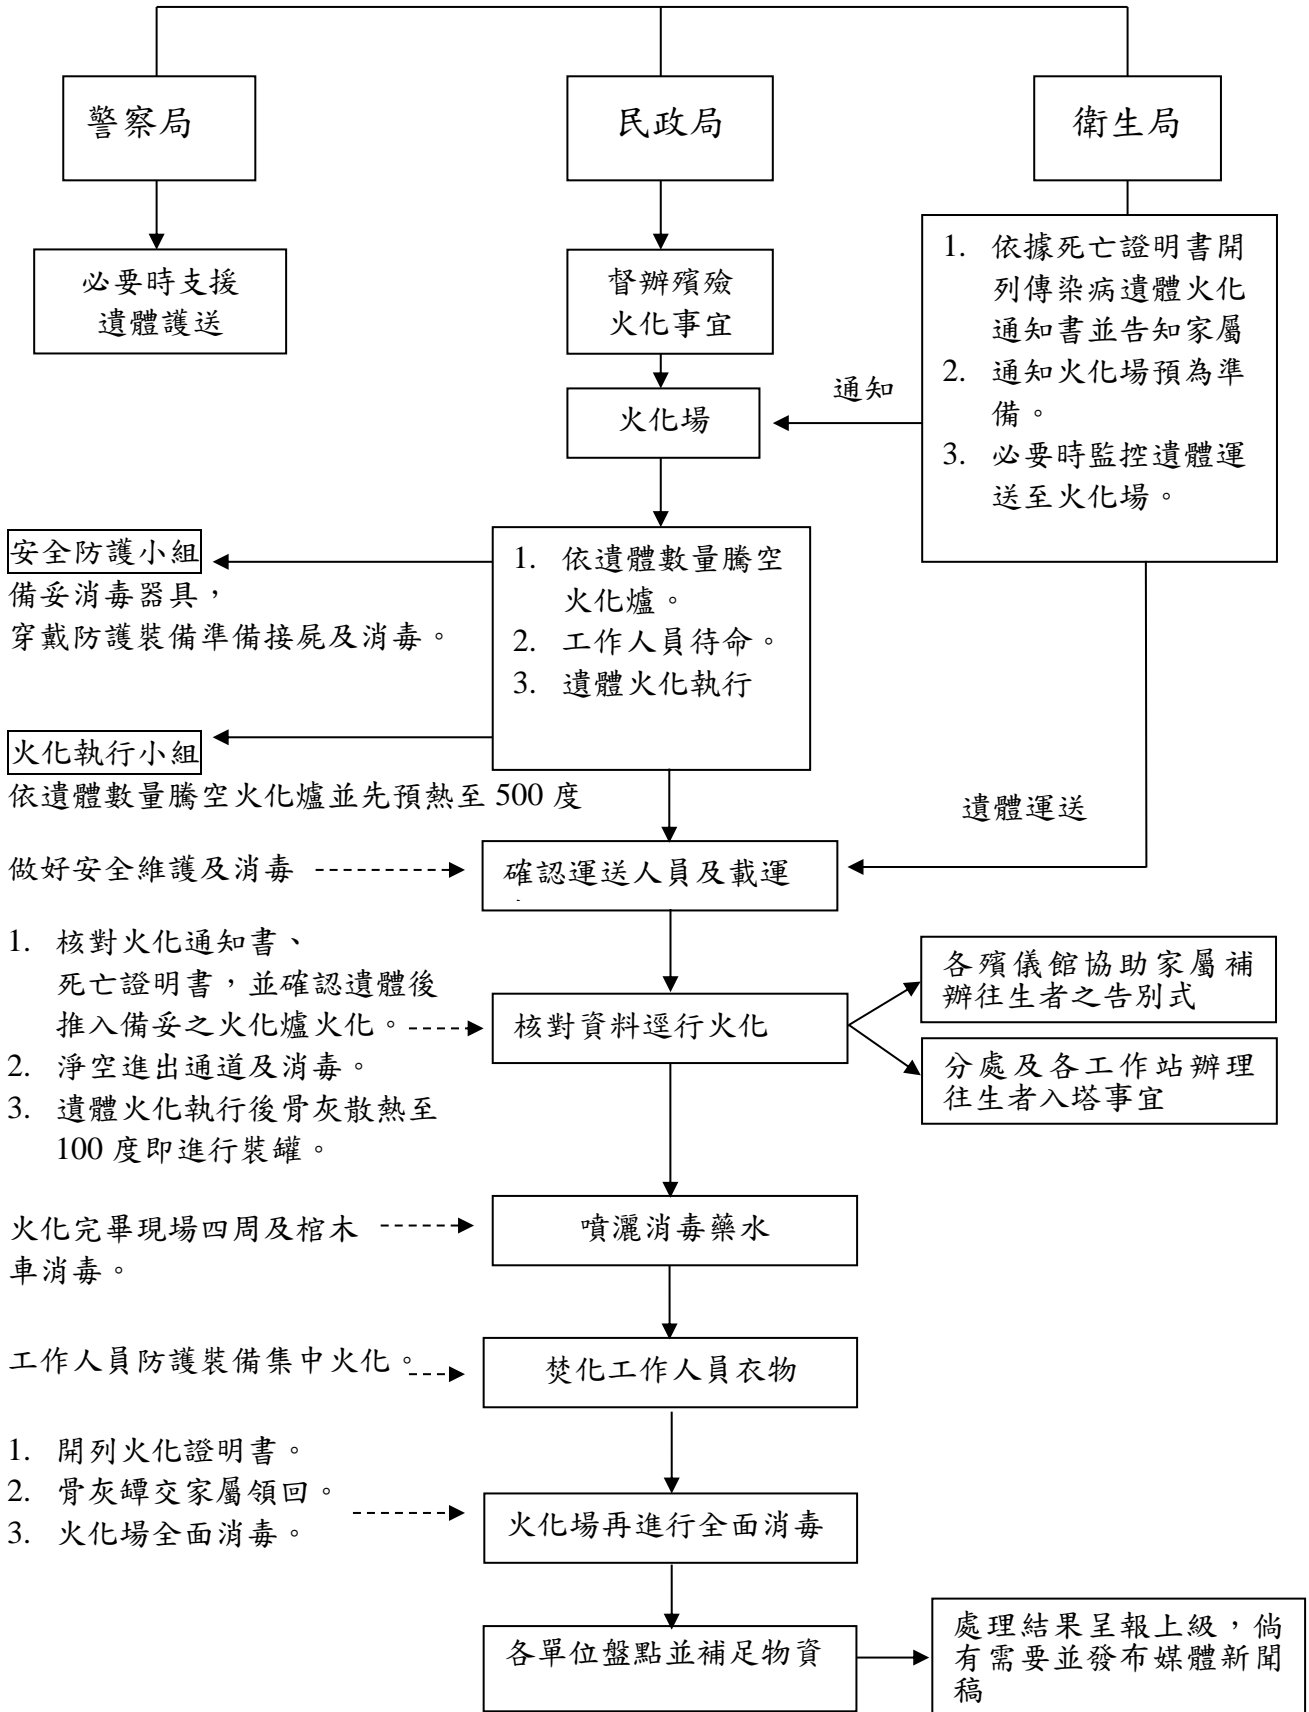 警察局
民政局
衛生局
必要時支援
遺體護送
督辦殯殮
火化事宜
1. 依據死亡證明書開
列傳染病遺體火化
通知書並告知家屬
2. 通知火化場預為準
備。
3. 必要時監控遺體運
送至火化場。
通知
火化場
安全防護小組
備妥消毒器具,
穿戴防護裝備準備接屍及消毒。
1. 依遺體數量騰空
火化爐。
2. 工作人員待命。
3. 遺體火化執行
火化執行小組
依遺體數量騰空火化爐並先預熱至 500 度
遺體運送
做好安全維護及消毒
確認運送人員及載運
1. 核對火化通知書、
死亡證明書,並確認遺體後
推入備妥之火化爐火化。
2. 淨空進出通道及消毒。
3. 遺體火化執行後骨灰散熱至
100 度即進行裝罐。
核對資料逕行火化
各殯儀館協助家屬補
辦往生者之告別式
分處及各工作站辦理
往生者入塔事宜
火化完畢現場四周及棺木
車消毒。
噴灑消毒藥水
工作人員防護裝備集中火化。
焚化工作人員衣物
1. 開列火化證明書。
2. 骨灰罈交家屬領回。
3. 火化場全面消毒。
火化場再進行全面消毒
各單位盤點並補足物資
處理結果呈報上級,倘
有需要並發布媒體新聞
稿